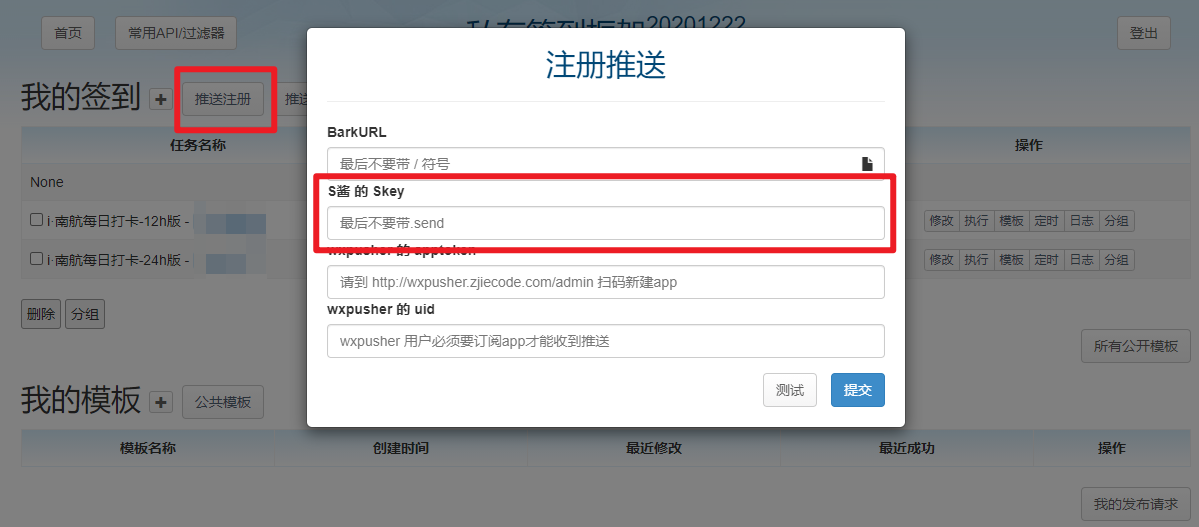 首页
常用API/过滤器
私有签到框架20201222
登出
注册推送
我的签到
推送注册
BarkURL
任务名称
操作
最后不要带 / 符号
None
S酱 的 Skey
i·南航每日打卡-12h版 -
最后不要带.send
修改 执行 模板 定时 日志 分组
wxpusher 的 apptoken
i·南航每日打卡-24h版 -
请到 http://wxpusher.zjiecode.com/admin 扫码新建app
修改 执行 模板 定时 日志 分组
删除 分组
wxpusher 的 uid
wxpusher 用户必须要订阅app才能收到推送
所有公开模板
测试
提交
我的模板
公共模板
模板名称
创建时间
最近修改
最近成功
操作
我的发布请求